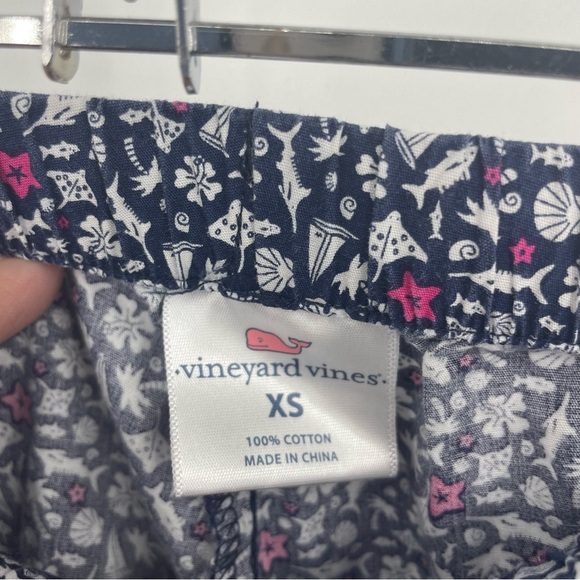 ·vineyard vines·
XS
100% COTTON
MADE IN CHINA